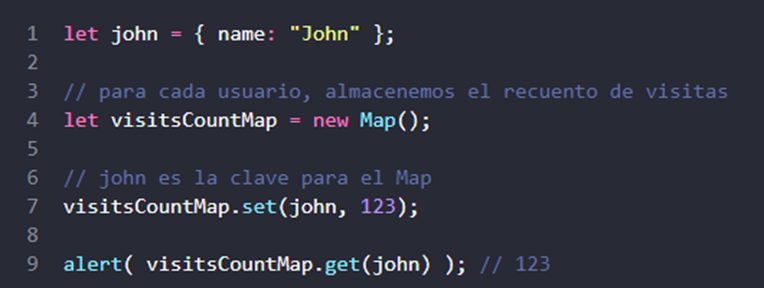 1 let john = { name: "John" };
2
3 // para cada usuario, almacenemos el recuento de visitas
4 let visitsCountMap = new Map();
5
6 // john es la clave para el Map
7 visitsCountMap.set(john, 123);
8
9 alert( visitsCountMap.get(john) ); // 123